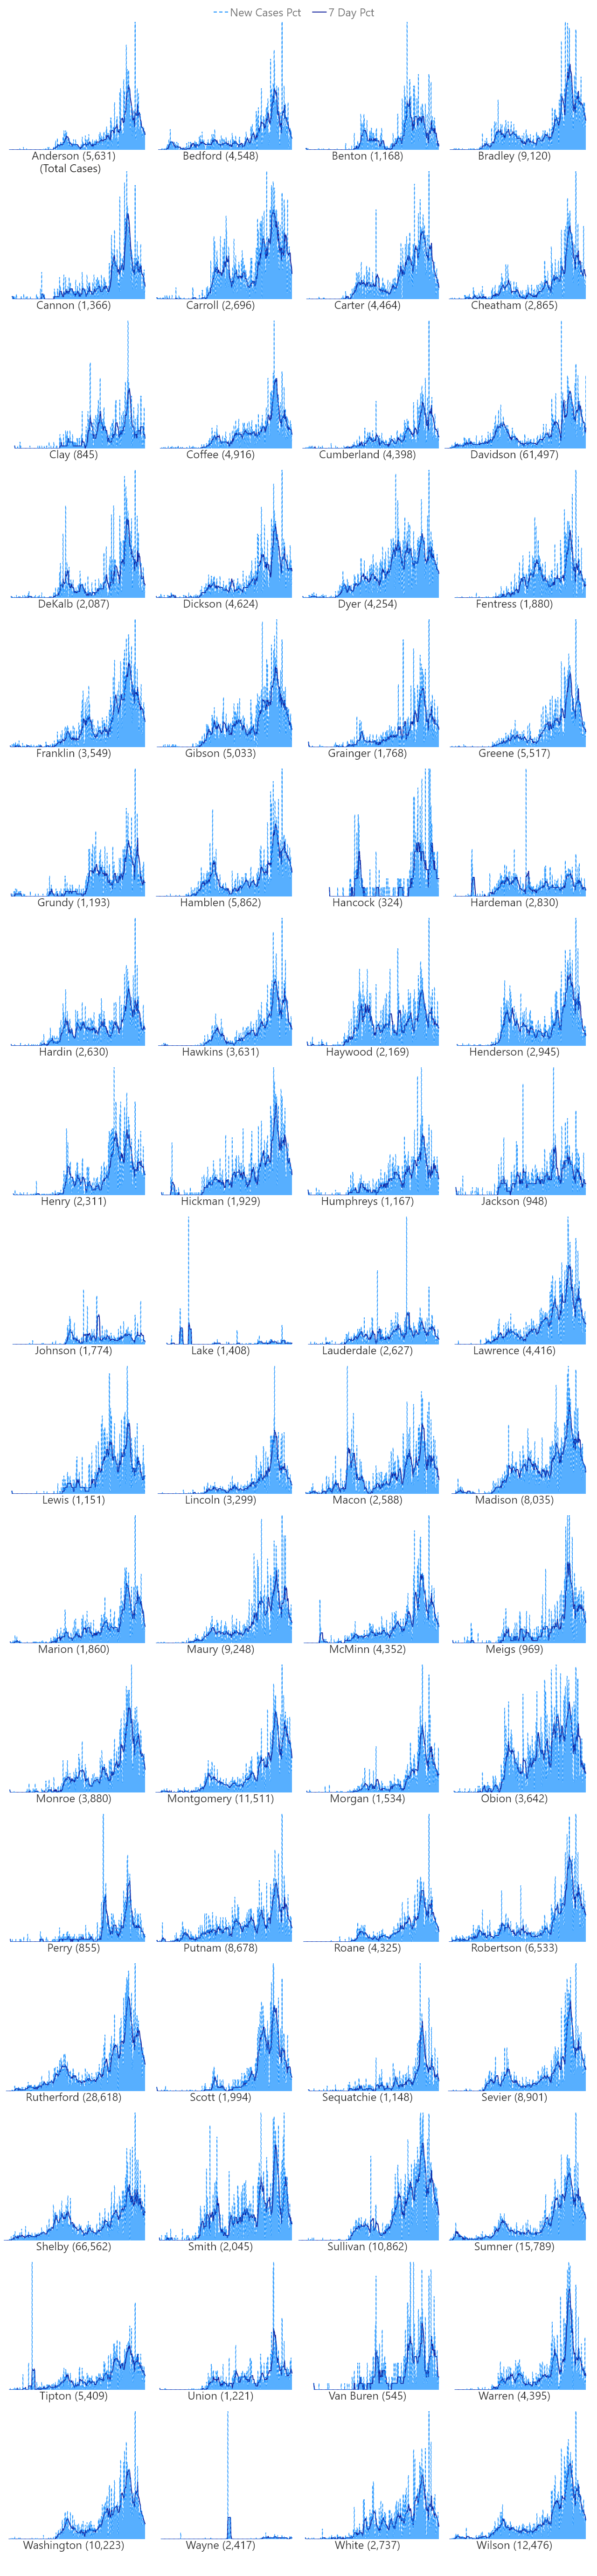 New Cases Pct 7 Day Pct
Anderson (5,631) Bedford (4,548) Benton (1,168) Bradley (9,120)
(Total Cases)
Cannon (1,366) Carroll (2,696) Carter (4,464) Cheatham (2,865)
Clay (845) Coffee (4,916) Cumberland (4,398) Davidson (61,497)
DeKalb (2,087) Dickson (4,624) Dyer (4,254) Fentress (1,880)
Franklin (3,549) Gibson (5,033) Grainger (1,768) Greene (5,517)
Grundy (1,193) Hamblen (5,862) Hancock (324) Hardeman (2,830)
Hardin (2,630) Hawkins (3,631) Haywood (2,169) Henderson (2,945)
Henry (2,311) Hickman (1,929) Humphreys (1,167) Jackson (948)
Johnson (1,774) Lake (1,408) Lauderdale (2,627) Lawrence (4,416)
Lewis (1,151) Lincoln (3,299) Macon (2,588) Madison (8,035)
Marion (1,860) Maury (9,248) McMinn (4,352) Meigs (969)
Monroe (3,880) Montgomery (11,511) Morgan (1,534) Obion (3,642)
Perry (855) Putnam (8,678) Roane (4,325) Robertson (6,533)
Rutherford (28,618) Scott (1,994) Sequatchie (1,148) Sevier (8,901)
Shelby (66,562) Smith (2,045) Sullivan (10,862) Sumner (15,789)
Tipton (5,409) Union (1,221) Van Buren (545) Warren (4,395)
Washington (10,223) Wayne (2,417) White (2,737) Wilson (12,476)